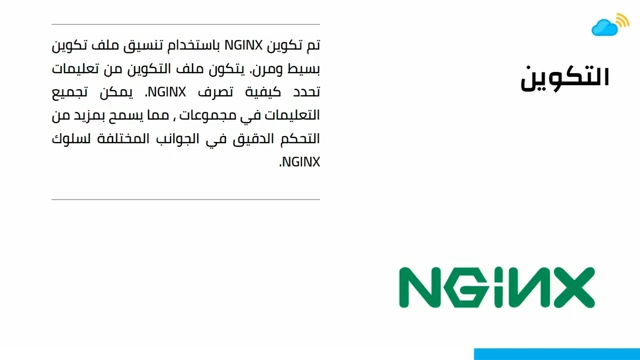 التكوين
تم تكوين NGINX باستخدام تنسيق ملف تكوين
بسيط ومرن. يتكون ملف التكوين من تعليمات
تحدد كيفية تصرف NGINX. يمكن تجميع
التعليمات في مجموعات , مما يسمح بمزيد من
التحكم الدقيق في الجوانب المختلفة لسلوك
NGINX.
NGINX